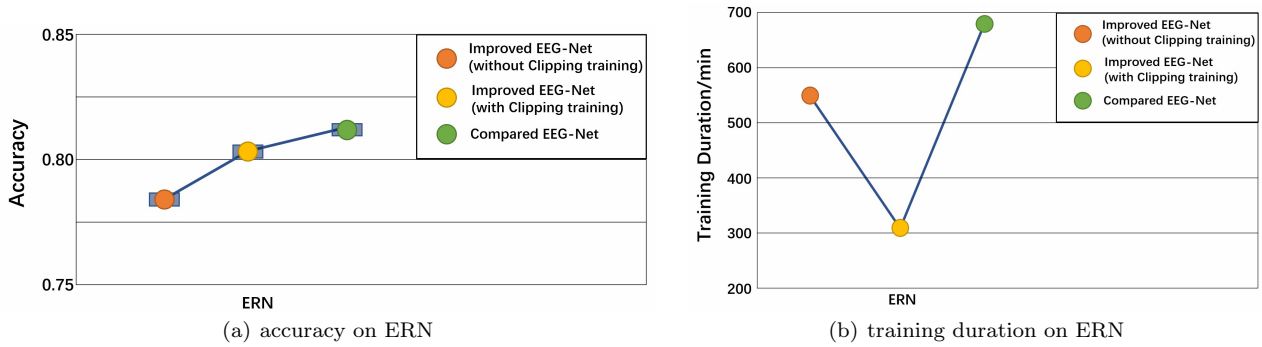 0.85
0.80
0.75
Accuracy
ERN
Improved EEG-Net
(without Clipping training)
Improved EEG-Net
(with Clipping training)
Compared EEG-Net
(a) accuracy on ERN
700
600
500
400
300
200
Training Duration/min
ERN
Improved EEG-Net
(without Clipping training)
Improved EEG-Net
(with Clipping training)
Compared EEG-Net
(b) training duration on ERN